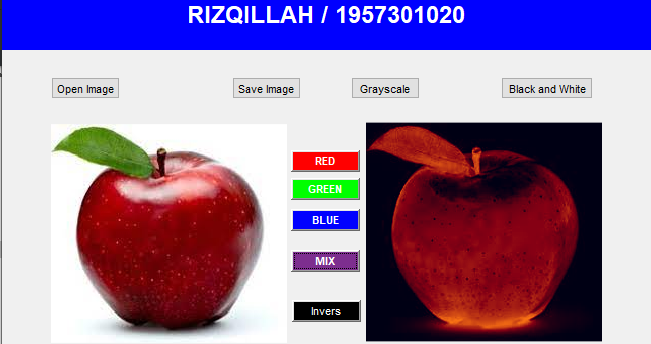 RIZQILLAH / 1957301020
Open Image
Save Image
Grayscale
Black and White
RED
GREEN
BLUE
MIX
Invers